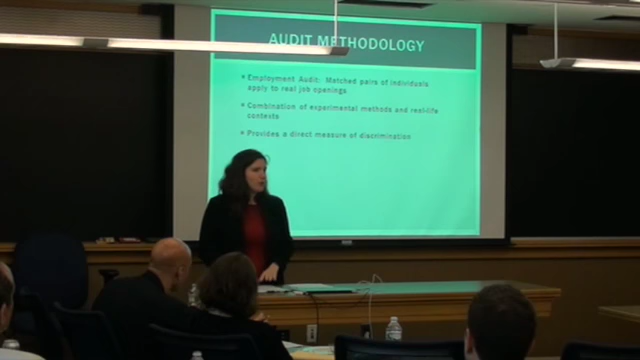 AUDIT METHODOLOGY
Employment Audit: Matched pairs of individuals
apply to real job openings
Combination of experimental methods and real-life
contexts
Provides a direct measure of discrimination